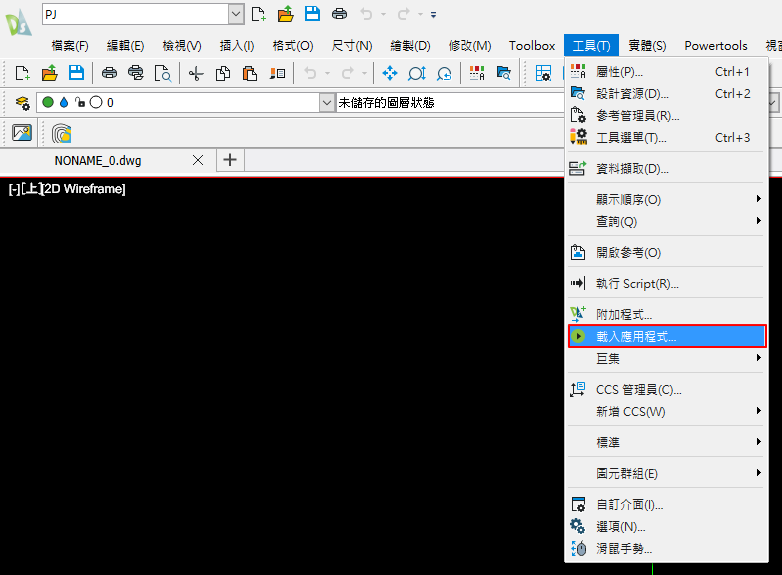 PJ
檔案(F) 編輯(E) 檢視(V) 插入(I) 格式(O) 尺寸(N) 繪製(D) 修改(M) Toolbox 工具(T) 實體(S) Powertools
0 未儲存的圖層狀態
NONAME_0.dwg
[-][上][2D Wireframe]
屬性(P)... Ctrl+1
設計資源(D)... Ctrl+2
參考管理員(R)...
工具選單(T)... Ctrl+3
資料擷取(D)...
顯示順序(O)
查詢(Q)
開啟參考(O)
執行 Script(R)...
附加程式...
載入應用程式...
巨集
CCS 管理員(C)...
新增 CCS(W)
標準
圖元群組(E)
自訂介面(I)...
選項(N)...
滑鼠手勢...